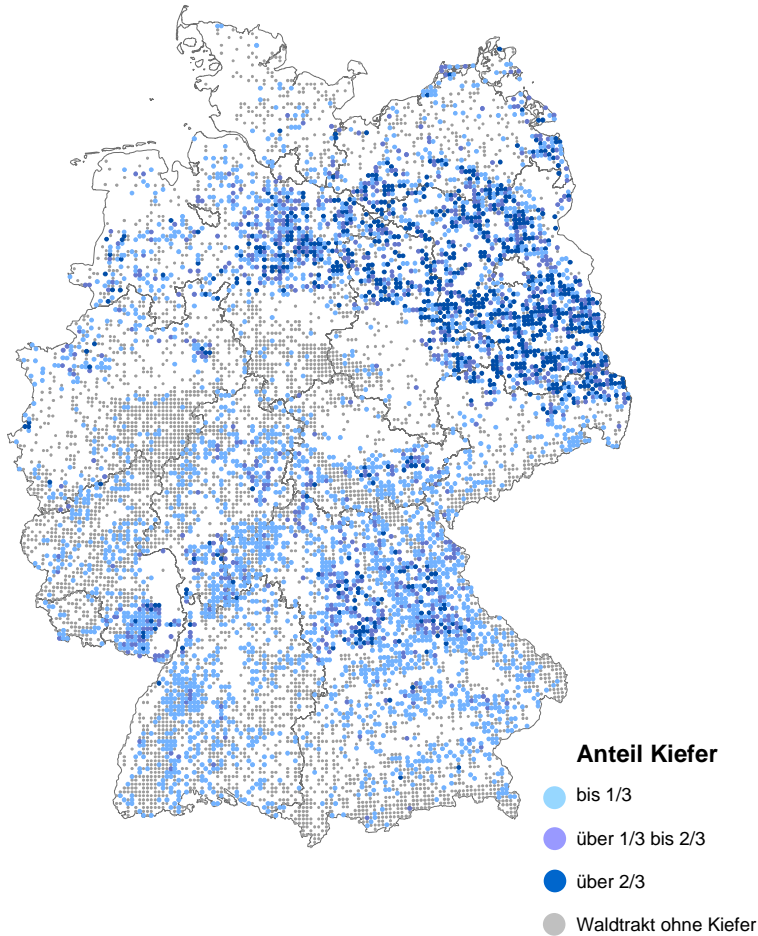 Anteil Kiefer
bis 1/3
über 1/3 bis 2/3
über 2/3
Waldtrakt ohne Kiefer